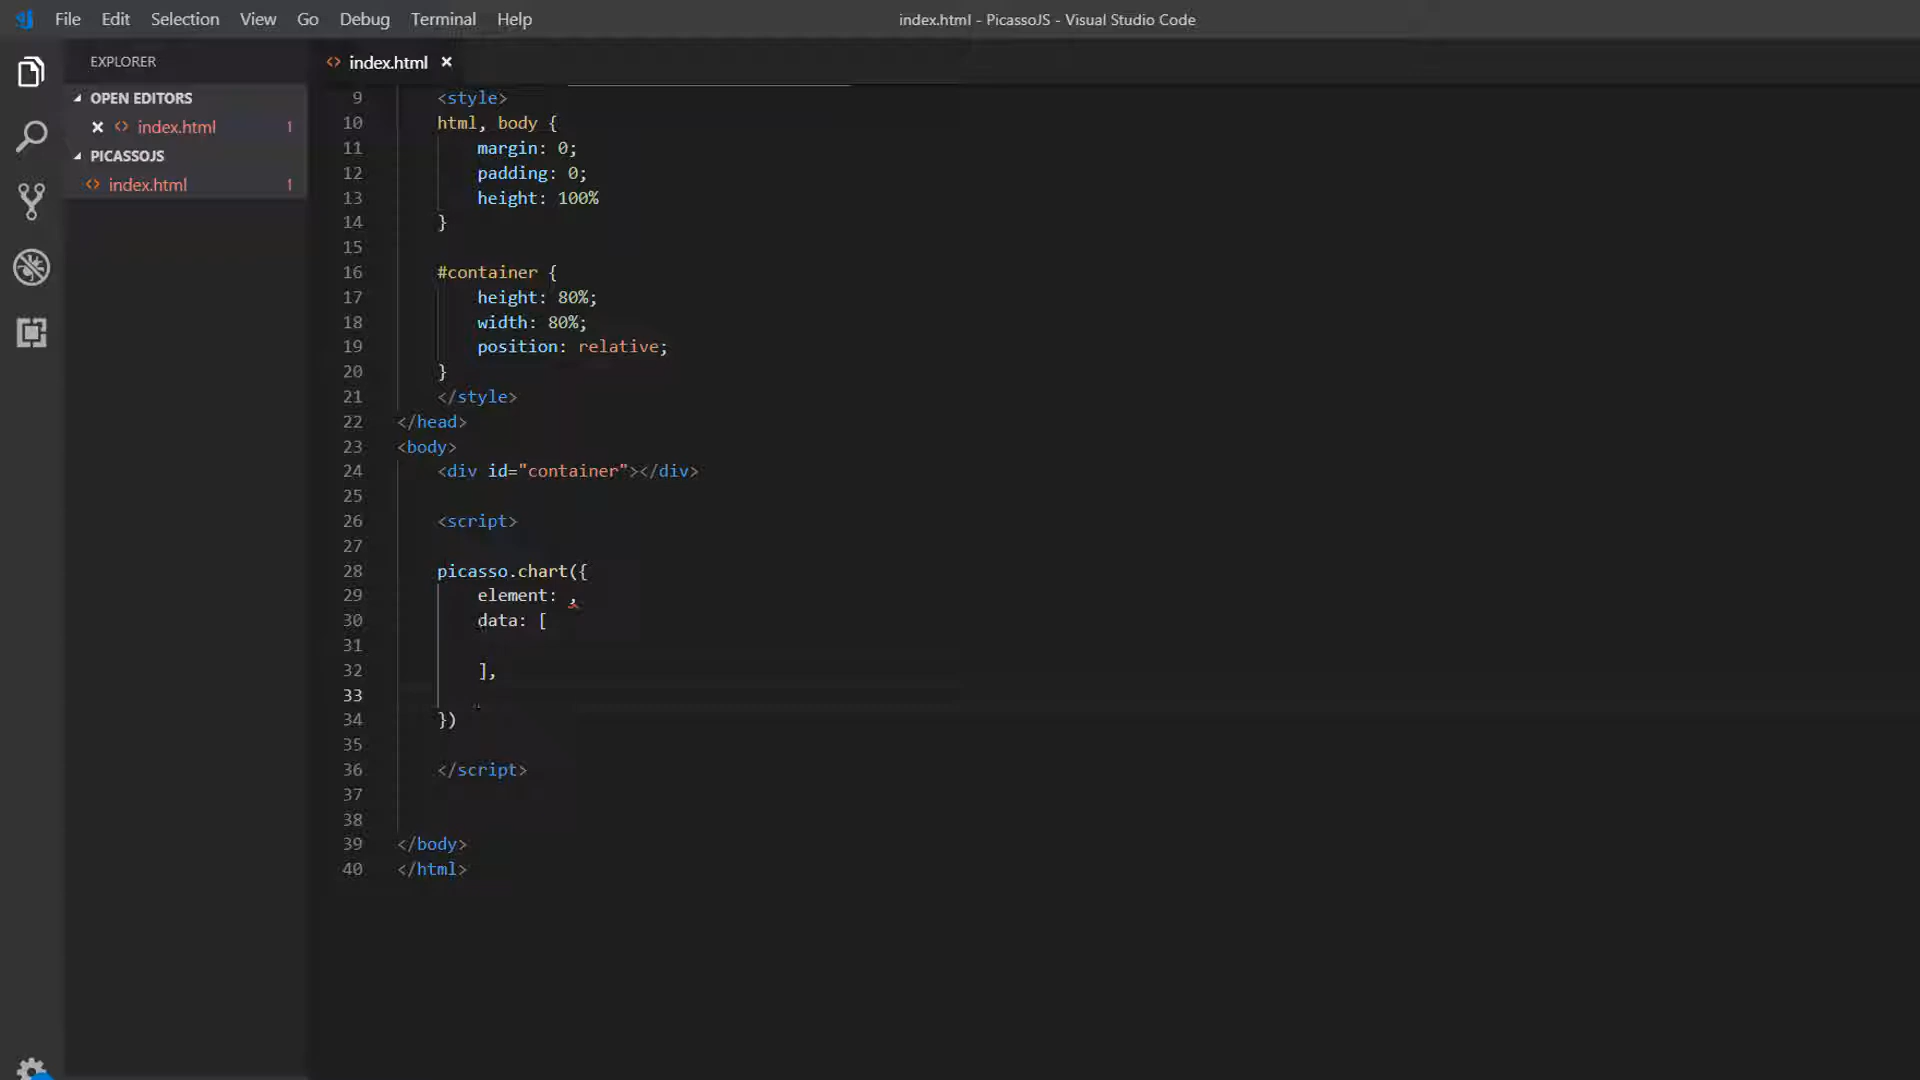 File Edit Selection View Go Debug Terminal Help
index.html - PicassoJS - Visual Studio Code
EXPLORER
OPEN EDITORS
index.html 1
PICASSOJS
index.html 1
index.html
9 <style>
10 html, body {
11 margin: 0;
12 padding: 0;
13 height: 100%
14 }
15
16 #container {
17 height: 80%;
18 width: 80%;
19 position: relative;
20 }
21 </style>
22 </head>
23 <body>
24 <div id="container"></div>
25
26 <script>
27
28 picasso.chart({
29 element: ,
30 data: [
31
32 ],
33
34 })
35
36 </script>
37
38
39 </body>
40 </html>